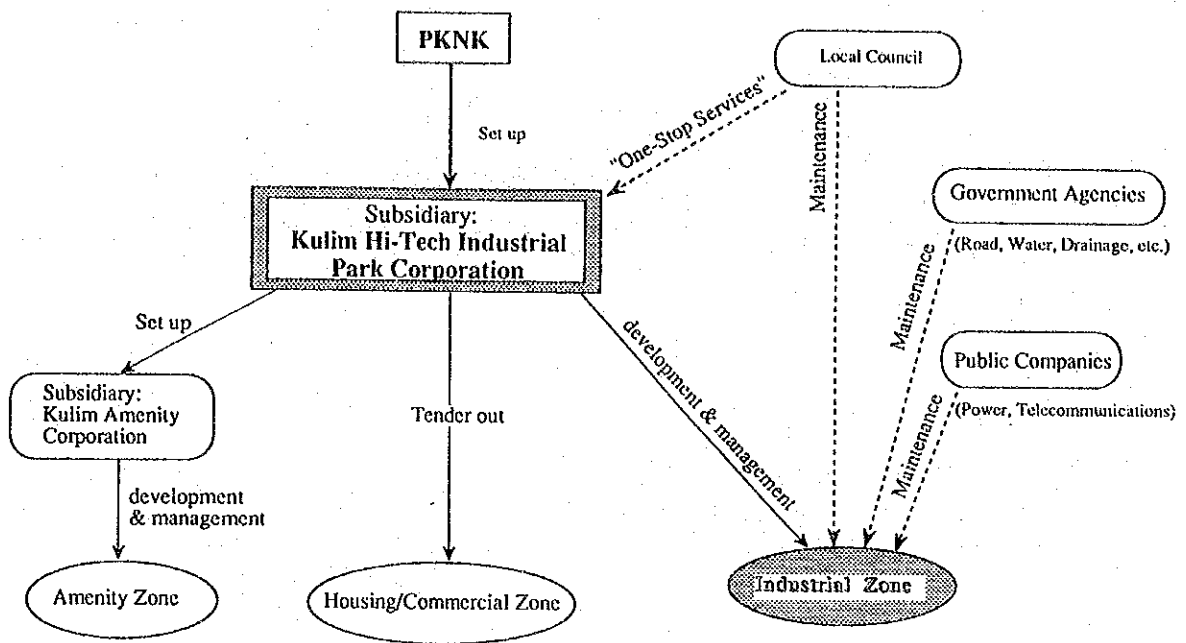 PKNK
Local Council
Set up
"One-Stop Services"
Maintenance
Subsidiary:
Kulim Hi-Tech Industrial
Park Corporation
Government Agencies
(Road, Water, Drainage, etc.)
Maintenance
Set up
Tender out
development & management
Public Companies
(Power, Telecommunications)
Maintenance
Subsidiary:
Kulim Amenity
Corporation
development
& management
Amenity Zone
Housing/Commercial Zone
Industrial Zone